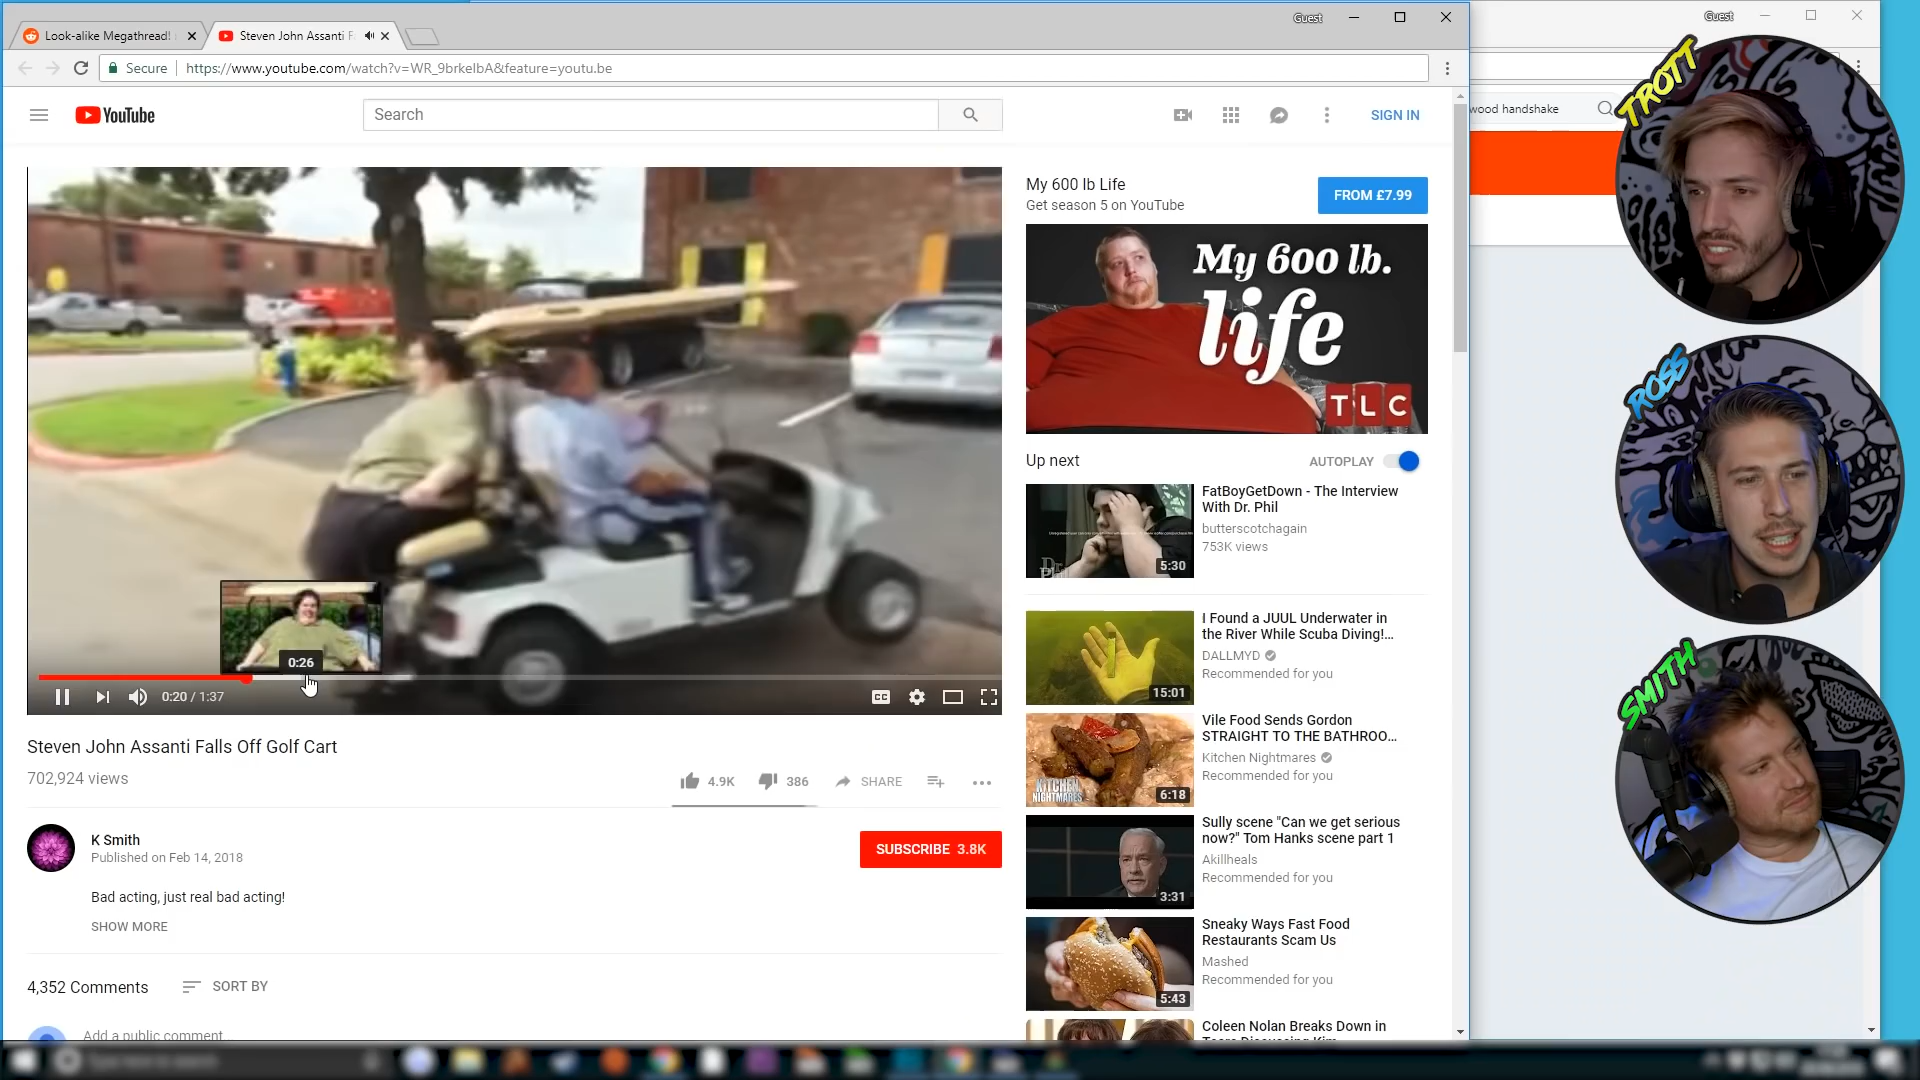 Look-alike Megathread!
Steven John Assanti F
Guest
Guest
Secure
https://www.youtube.com/watch?v=WR_9brkeIbA&feature=youtu.be
YouTube
Search
SIGN IN
wood handshake
TROTT
ROSS
SMITH
My 600 lb Life
Get season 5 on YouTube
FROM £7.99
My 600 lb.
life
TLC
Up next
AUTOPLAY
FatBoyGetDown - The Interview
With Dr. Phil
butterscotchagain
753K views
5:30
I Found a JUUL Underwater in
the River While Scuba Diving!...
DALLMYD
Recommended for you
15:01
Vile Food Sends Gordon
STRAIGHT TO THE BATHROO...
Kitchen Nightmares
Recommended for you
KITCHEN
NIGHTMARES
6:18
Sully scene "Can we get serious
now?" Tom Hanks scene part 1
Akillheals
Recommended for you
3:31
Sneaky Ways Fast Food
Restaurants Scam Us
Mashed
Recommended for you
5:43
Coleen Nolan Breaks Down in
0:26
0:20 / 1:37
CC
Steven John Assanti Falls Off Golf Cart
702,924 views
4.9K
386
SHARE
K Smith
Published on Feb 14, 2018
SUBSCRIBE 3.8K
Bad acting, just real bad acting!
SHOW MORE
4,352 Comments
SORT BY
Add a public comment...